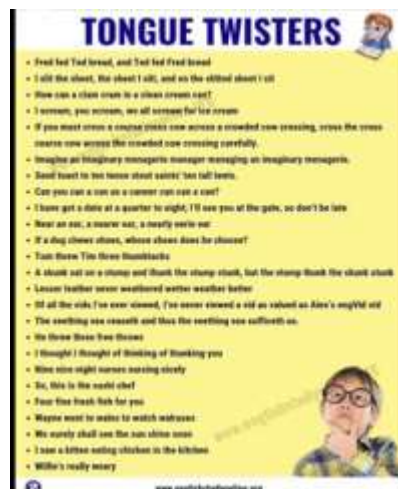 TONGUE TWISTERS
• Fred fed Ted bread, and Ted fed Fred bread
• I slit the sheet, the sheet I slit, and on the slitted sheet I sit
• How can a clam cram in a clean cream can?
• I scream, you scream, we all scream for ice cream
• If you must cross a course cross cow across a crowded cow crossing, cross the cross
coarse cow across the crowded cow crossing carefully.
• Imagine an imaginary menagerie manager managing an imaginary menagerie.
• Send toast to ten tense stout saints' ten tall tents.
• Can you can a can as a canner can can a can?
• I have got a date at a quarter to eight; I'll see you at the gate, so don't be late
• Near an ear, a nearer ear, a nearly eerie ear
• If a dog chews shoes, whose shoes does he choose?
• Tom threw Tim three thumbtacks
• A skunk sat on a stump and thunk the stump stunk, but the stump thunk the skunk stunk
• Lesser leather never weathered wetter weather better
• Of all the vids I've ever viewed, I've never viewed a vid as valued as Alex's engVid vid
• The seething sea ceaseth and thus the seething sea sufficeth us.
• He threw three free throws
• I thought I thought of thinking of thanking you
• Nine nice night nurses nursing nicely
• So, this is the sushi chef
• Four fine fresh fish for you
• Wayne went to wales to watch walruses
• We surely shall see the sun shine soon
• I saw a kitten eating chicken in the kitchen
• Willie's really weary